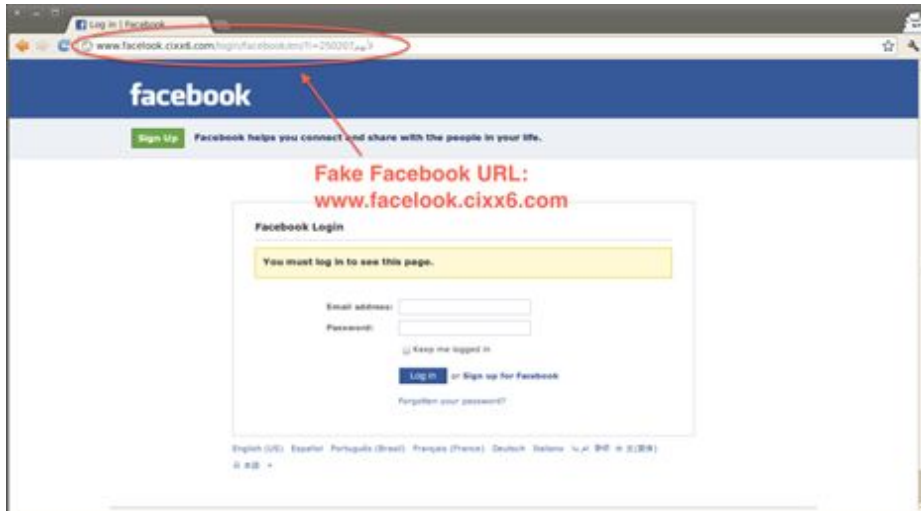 Log in | Facebook
www.facelook.cixx6.com
facebook
Sign Up Facebook helps you connect and share with the people in your life.
Fake Facebook URL:
www.facelook.cixx6.com
Facebook Login
You must log in to see this page.
Email address:
Password:
Keep me logged in
Log in or Sign up for Facebook
Forgotten your password?
English (US) Español Português (Brasil) Français (France) Deutsch Italiano